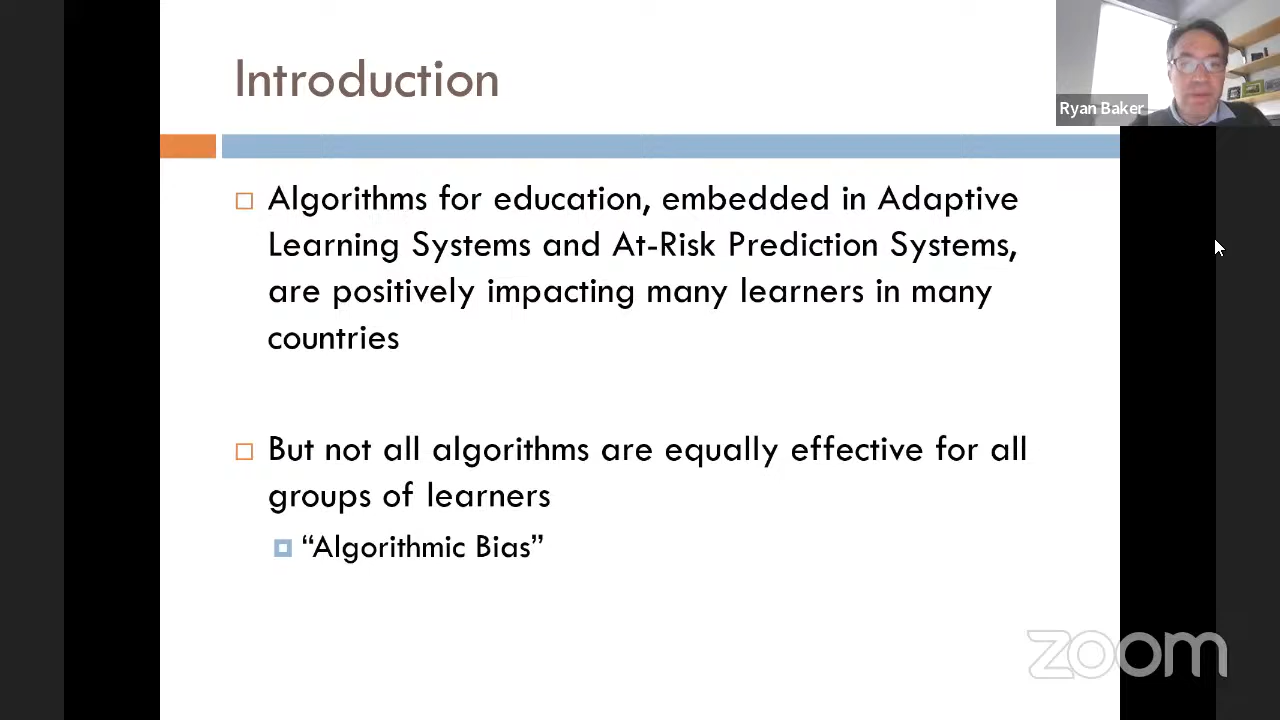 Introduction
Ryan Baker
Algorithms for education, embedded in Adaptive
Learning Systems and At-Risk Prediction Systems,
are positively impacting many learners in many
countries
But not all algorithms are equally effective for all
groups of learners
“Algorithmic Bias”
zoom